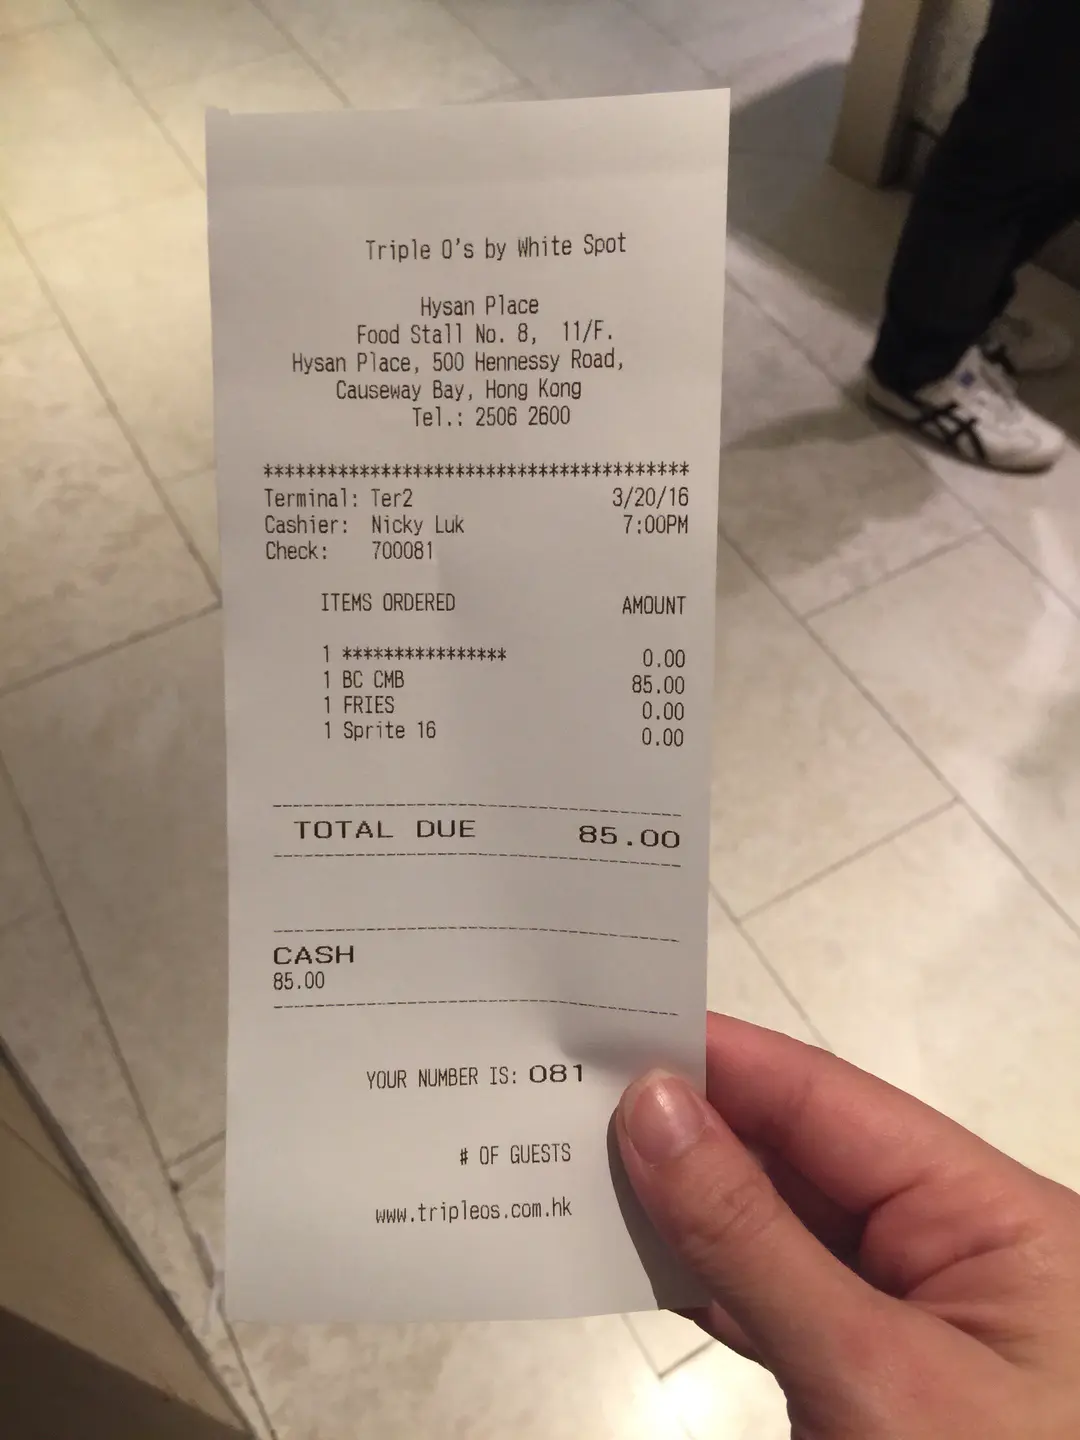 Triple O's by White Spot
Hysan Place
Food Stall No. 8, 11/F.
Hysan Place, 500 Hennessy Road,
Causeway Bay, Hong Kong
Tel.: 2506 2600
****************************************
Terminal: Ter2 3/20/16
Cashier: Nicky Luk 7:00PM
Check: 700081
ITEMS ORDERED AMOUNT
1 **************** 0.00
1 BC CMB 85.00
1 FRIES 0.00
1 Sprite 16 0.00
TOTAL DUE 85.00
CASH
85.00
YOUR NUMBER IS: 081
# OF GUESTS
www.tripleos.com.hk